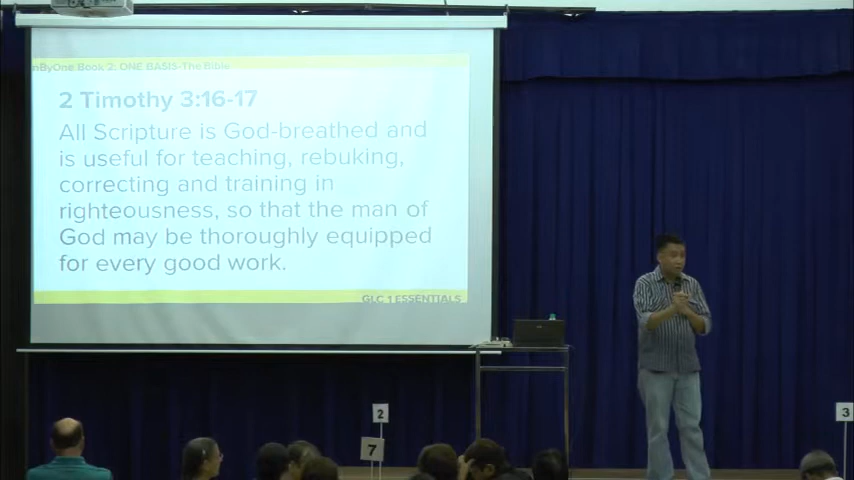 nByOne Book 2: ONE BASIS-The Bible
2 Timothy 3:16-17
All Scripture is God-breathed and
is useful for teaching, rebuking,
correcting and training in
righteousness, so that the man of
God may be thoroughly equipped
for every good work.
GLC 1 ESSENTIALS
2
7
3